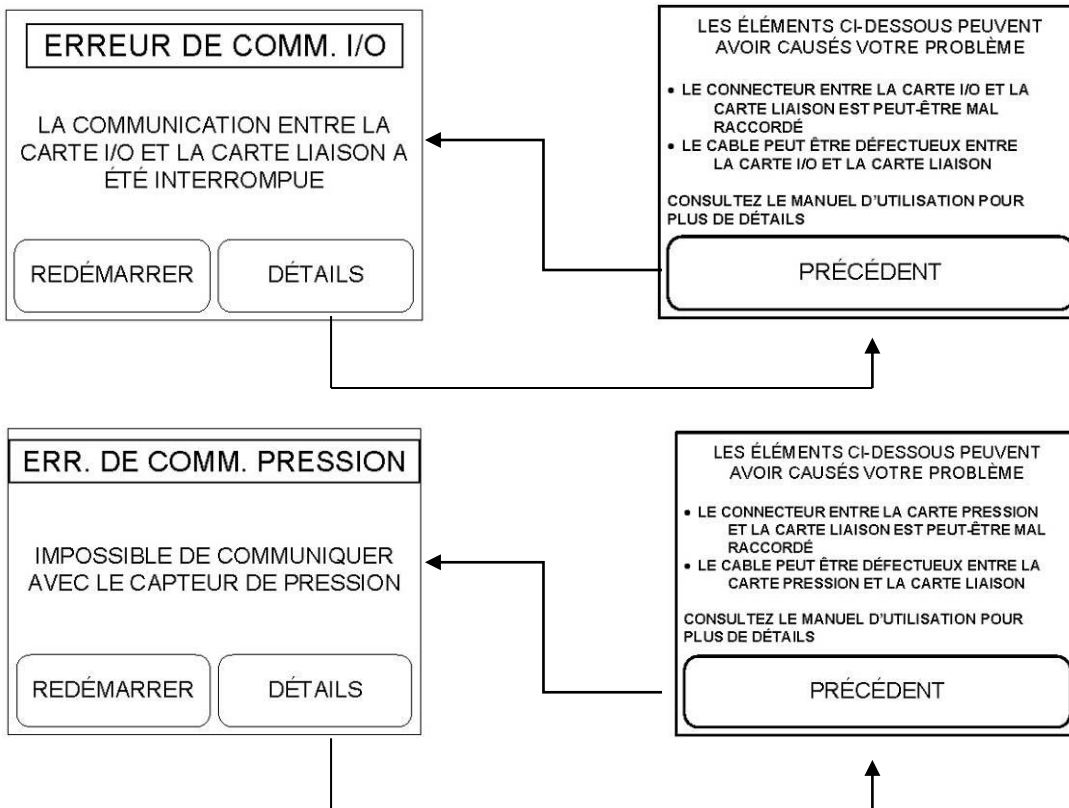 ERREUR DE COMM. I/O
LA COMMUNICATION ENTRE LA
CARTE I/O ET LA CARTE LIAISON A
ÉTÉ INTERROMPUE
REDÉMARRER
DÉTAILS
LES ÉLÉMENTS CI-DESSOUS PEUVENT
AVOIR CAUSÉS VOTRE PROBLÈME
• LE CONNECTEUR ENTRE LA CARTE I/O ET LA
CARTE LIAISON EST PEUT-ÊTRE MAL
RACCORDÉ
• LE CABLE PEUT ÊTRE DÉFECTUEUX ENTRE
LA CARTE I/O ET LA CARTE LIAISON
CONSULTEZ LE MANUEL D'UTILISATION POUR
PLUS DE DÉTAILS
PRÉCÉDENT
ERR. DE COMM. PRESSION
IMPOSSIBLE DE COMMUNIQUER
AVEC LE CAPTEUR DE PRESSION
REDÉMARRER
DÉTAILS
LES ÉLÉMENTS CI-DESSOUS PEUVENT
AVOIR CAUSÉS VOTRE PROBLÈME
• LE CONNECTEUR ENTRE LA CARTE PRESSION
ET LA CARTE LIAISON EST PEUT-ÊTRE MAL
RACCORDÉ
• LE CABLE PEUT ÊTRE DÉFECTUEUX ENTRE LA
CARTE PRESSION ET LA CARTE LIAISON
CONSULTEZ LE MANUEL D'UTILISATION POUR
PLUS DE DÉTAILS
PRÉCÉDENT